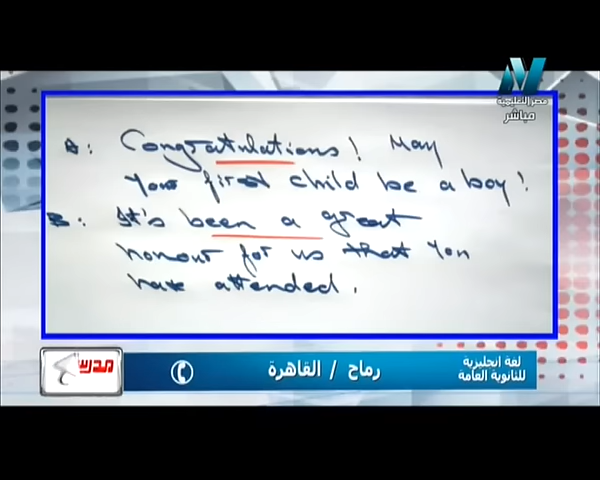 مصر التعليمية
مباشر
A: Congratulations! May
your first child be a boy!
B: It's been a great
honour for us that you
have attended.
لغة انجليزية
للثانوية العامة
رماح / القاهرة